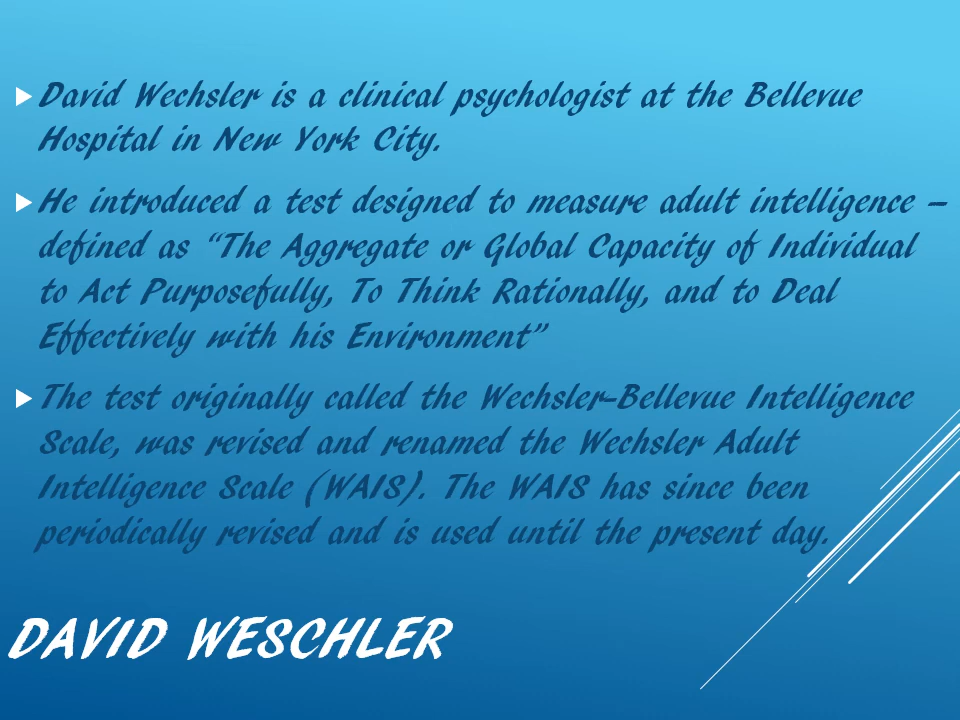 David Wechsler is a clinical psychologist at the Bellevue
Hospital in New York City.
He introduced a test designed to measure adult intelligence –
defined as “The Aggregate or Global Capacity of Individual
to Act Purposefully, To Think Rationally, and to Deal
Effectively with his Environment”
The test originally called the Wechsler-Bellevue Intelligence
Scale, was revised and renamed the Wechsler Adult
Intelligence Scale (WAIS). The WAIS has since been
periodically revised and is used until the present day.
DAVID WESCHLER